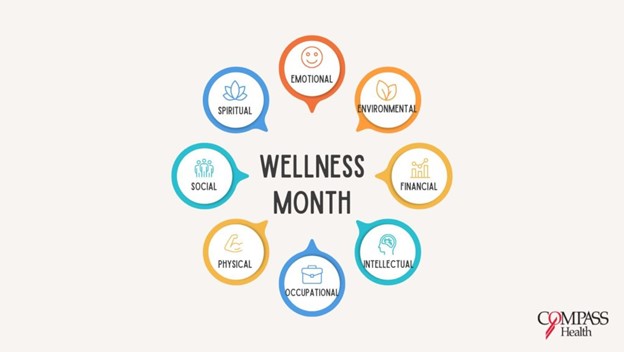 EMOTIONAL
SPIRITUAL
ENVIRONMENTAL
WELLNESS
MONTH
SOCIAL
FINANCIAL
PHYSICAL
INTELLECTUAL
OCCUPATIONAL
COMPASS
Health